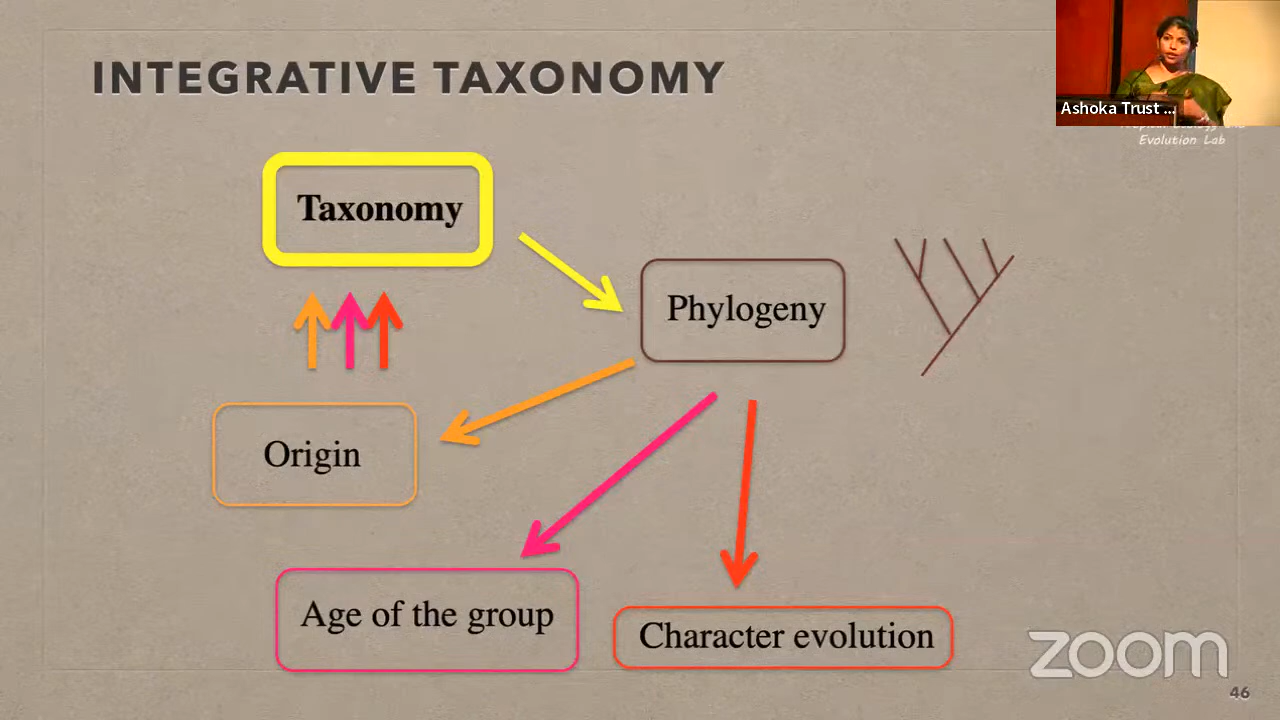 INTEGRATIVE TAXONOMY
Ashoka Trust ...
Evolution Lab
Taxonomy
Phylogeny
Origin
Age of the group
Character evolution
zoom
46